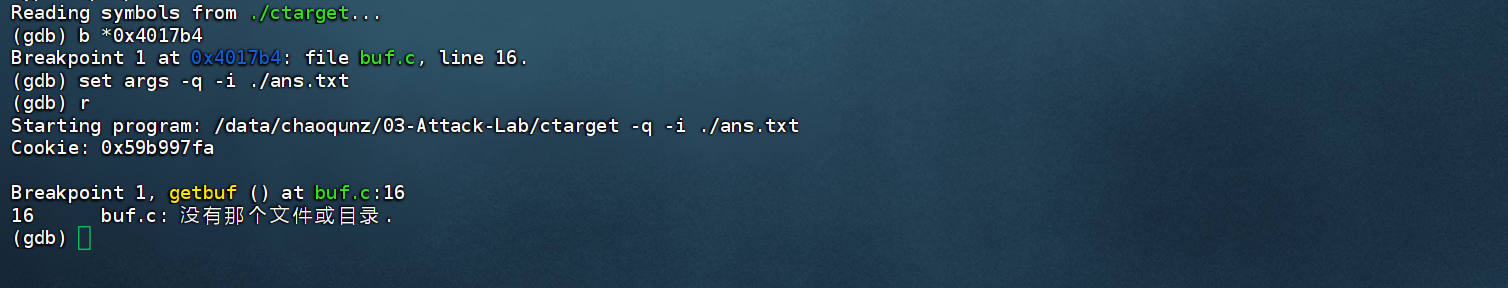 Reading symbols from ./ctarget...
(gdb) b *0x4017b4
Breakpoint 1 at 0x4017b4: file buf.c, line 16.
(gdb) set args -q -i ./ans.txt
(gdb) r
Starting program: /data/chaoqunz/03-Attack-Lab/ctarget -q -i ./ans.txt
Cookie: 0x59b997fa
Breakpoint 1, getbuf () at buf.c:16
16      buf.c: 没有那个文件或目录.
(gdb)